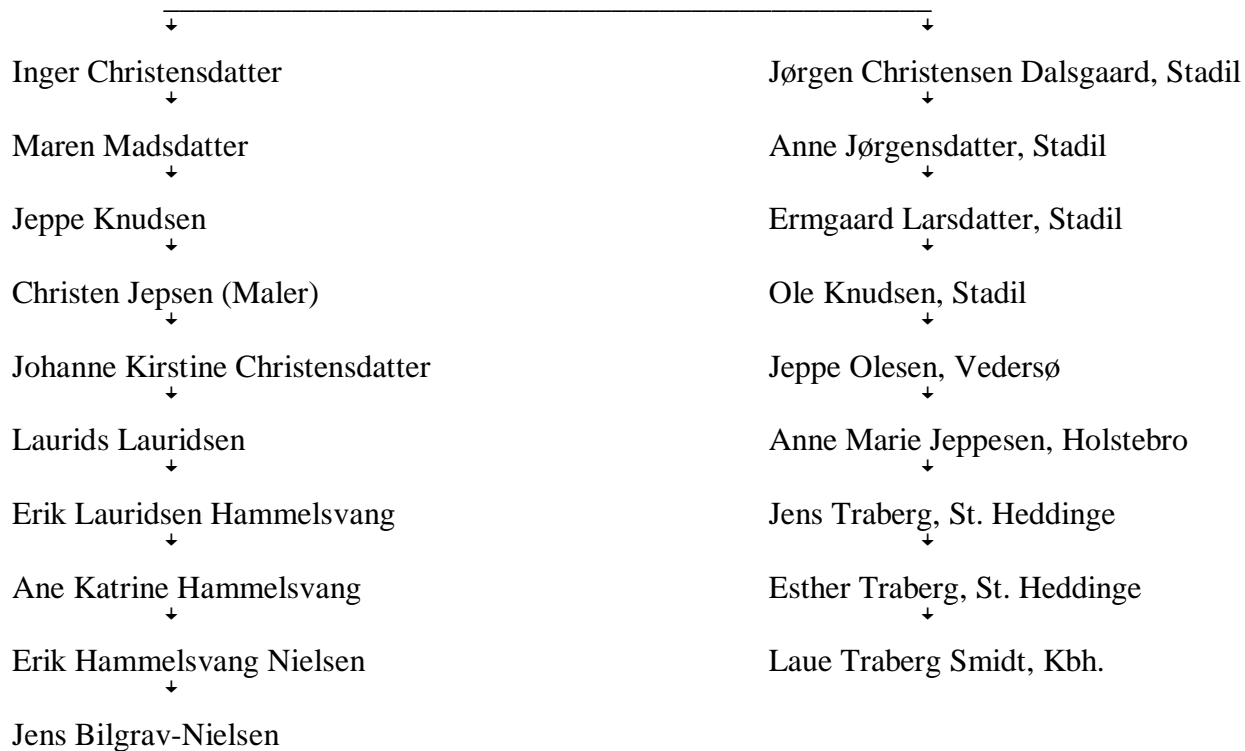 Inger Christensdatter Jørgen Christensen Dalsgaard, Stadil
Maren Madsdatter Anne Jørgensdatter, Stadil
Jeppe Knudsen Ermgaard Larsdatter, Stadil
Christen Jepsen (Maler) Ole Knudsen, Stadil
Johanne Kirstine Christensdatter Jeppe Olesen, Vedersø
Laurids Lauridsen Anne Marie Jeppesen, Holstebro
Erik Lauridsen Hammelsvang Jens Traberg, St. Heddinge
Ane Katrine Hammelsvang Esther Traberg, St. Heddinge
Erik Hammelsvang Nielsen Laue Traberg Smidt, Kbh.
Jens Bilgrav-Nielsen